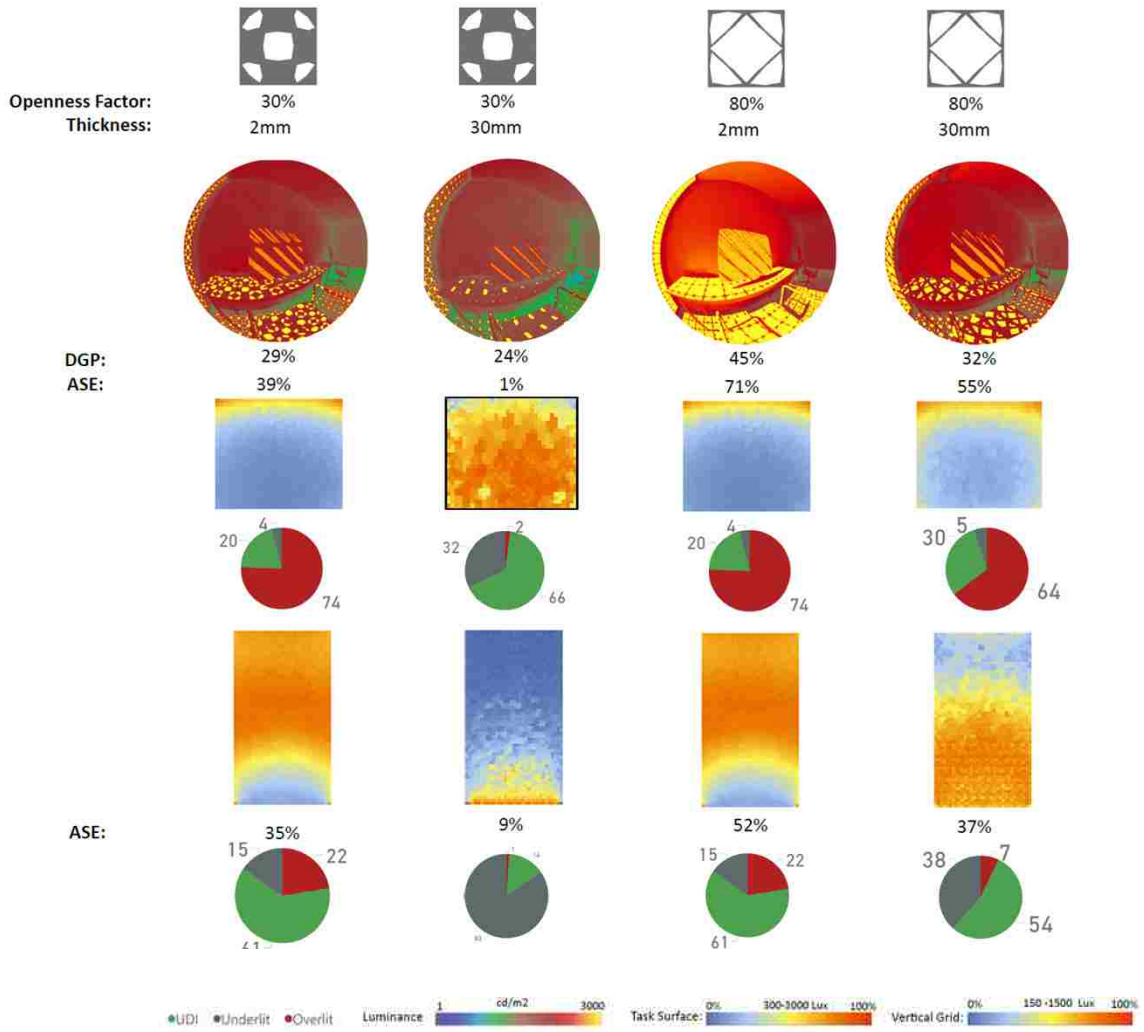 Openness Factor: 30% 30% 80% 80%
Thickness: 2mm 30mm 2mm 30mm
DGP: 29% 24% 45% 32%
ASE: 39% 1% 71% 55%
4 20 74
2 32 66
4 20 74
5 30 64
ASE: 35% 9% 52% 37%
15 22 61
15 22 61
38 7 54
UDI Underlit Overlit
Luminance 1 cd/m2 3000
Task Surface: 0% 300-3000 Lux 100%
Vertical Grid: 0% 150 -1500 Lux 100%